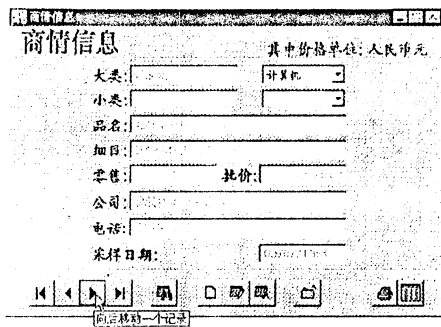 商情信息
商情信息
其中价格单位:人民币元
大类: 计算机
小类:
品名:
细目:
零售: 批价:
公司:
电话:
采样日期:
向后移动一个记录